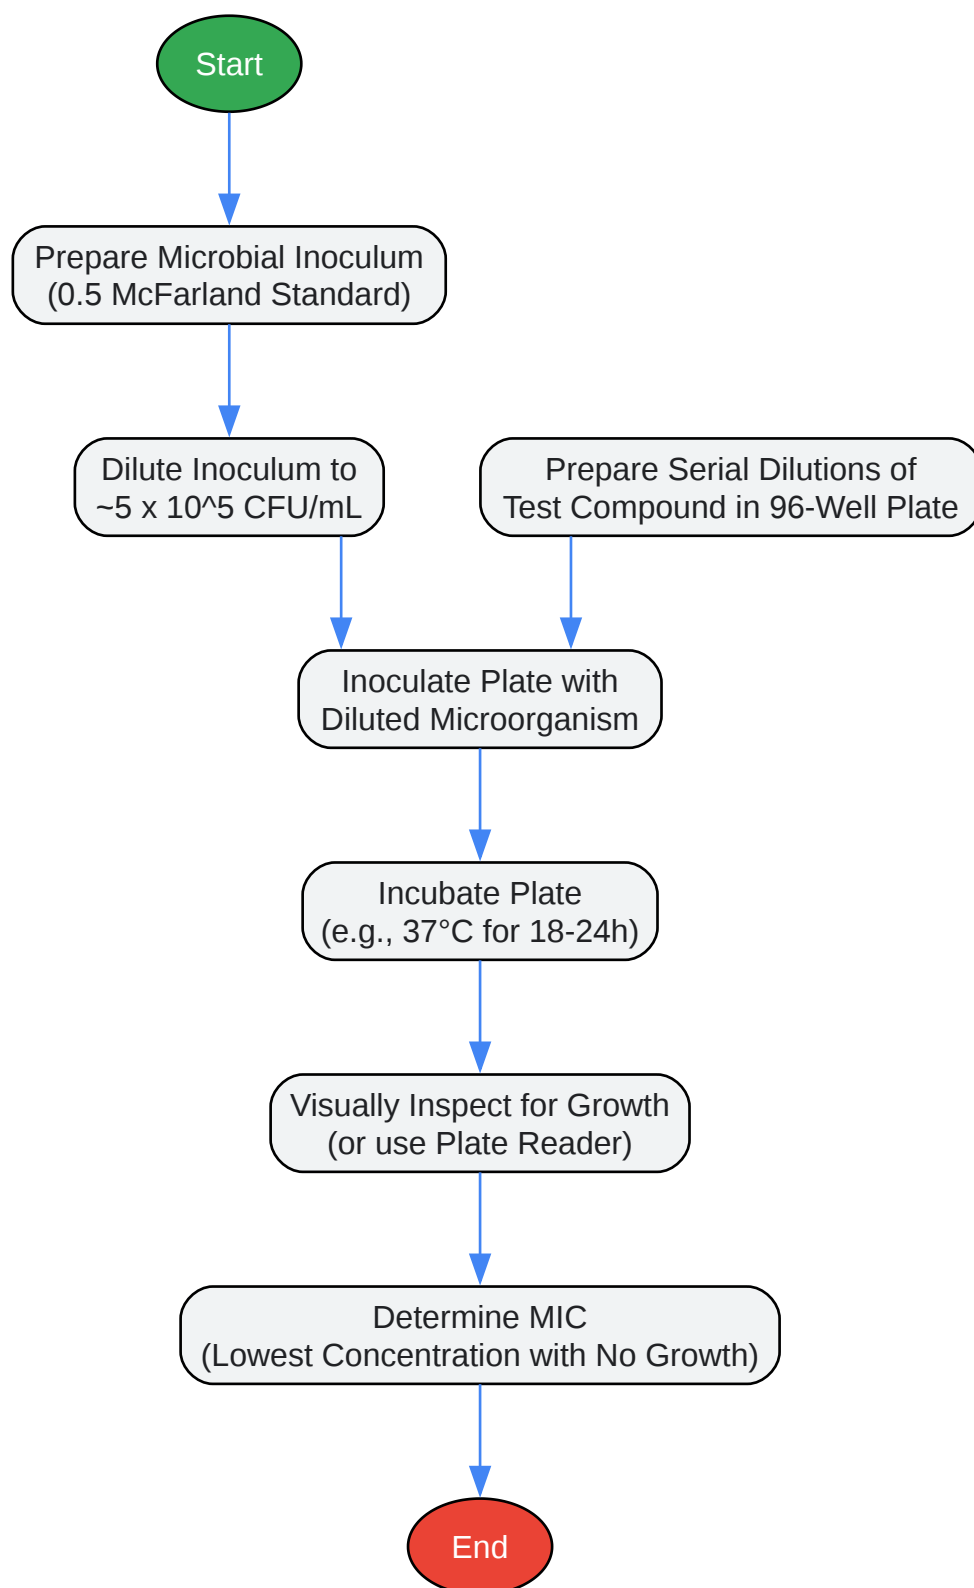 Start
Prepare Microbial Inoculum
(0.5 McFarland Standard)
Dilute Inoculum to
~5 x 10^5 CFU/mL
Prepare Serial Dilutions of
Test Compound in 96-Well Plate
Inoculate Plate with
Diluted Microorganism
Incubate Plate
(e.g., 37°C for 18-24h)
Visually Inspect for Growth
(or use Plate Reader)
Determine MIC
(Lowest Concentration with No Growth)
End